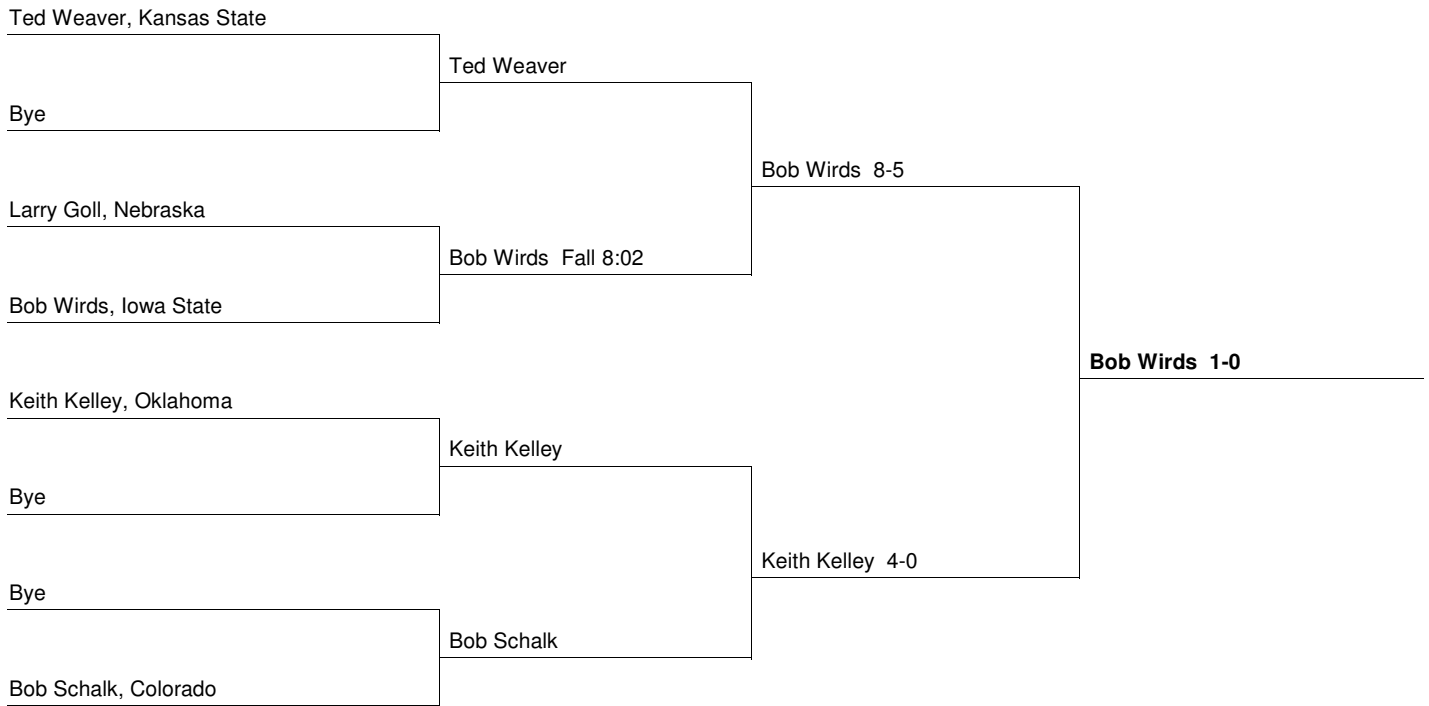 Ted Weaver, Kansas State
Ted Weaver
Bye
Bob Wirds 8-5
Larry Goll, Nebraska
Bob Wirds Fall 8:02
Bob Wirds, Iowa State
Bob Wirds 1-0
Keith Kelley, Oklahoma
Keith Kelley
Bye
Keith Kelley 4-0
Bye
Bob Schalk
Bob Schalk, Colorado